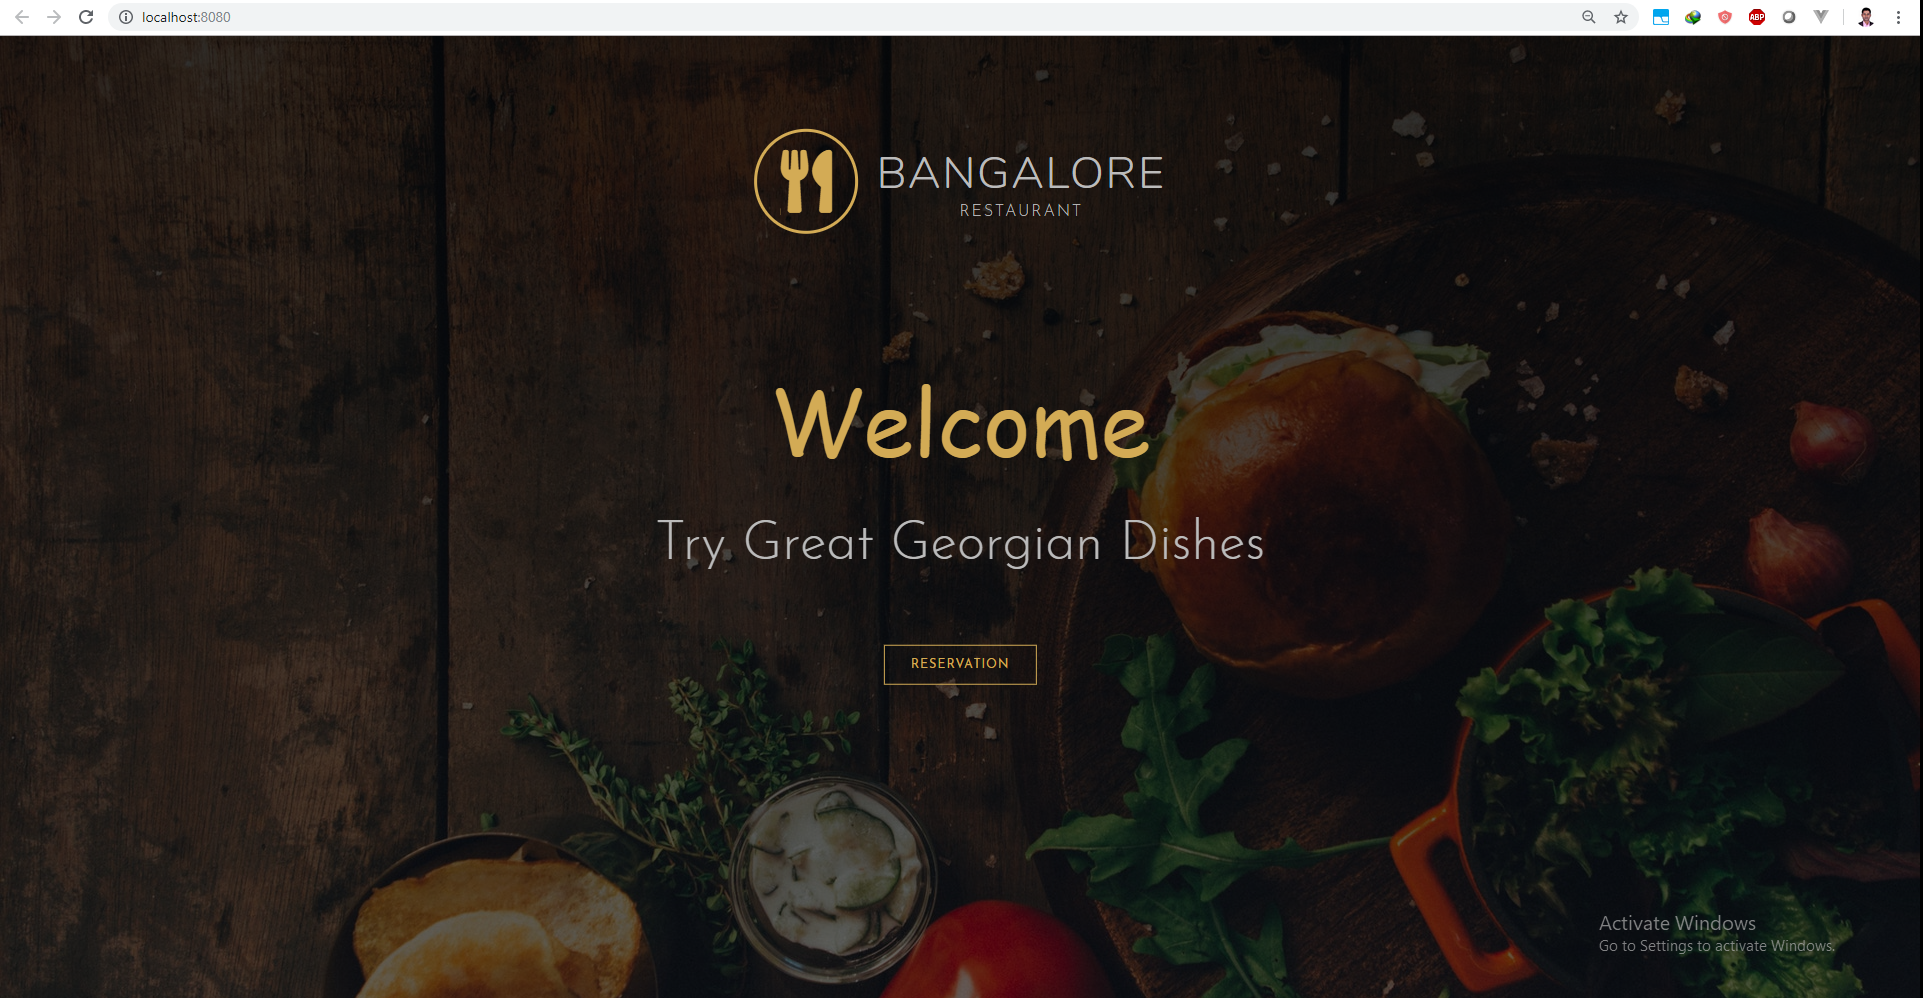 localhost:8080
ABP
BANGALORE
RESTAURANT
Welcome
Try Great Georgian Dishes
RESERVATION
Activate Windows
Go to Settings to activate Windows.